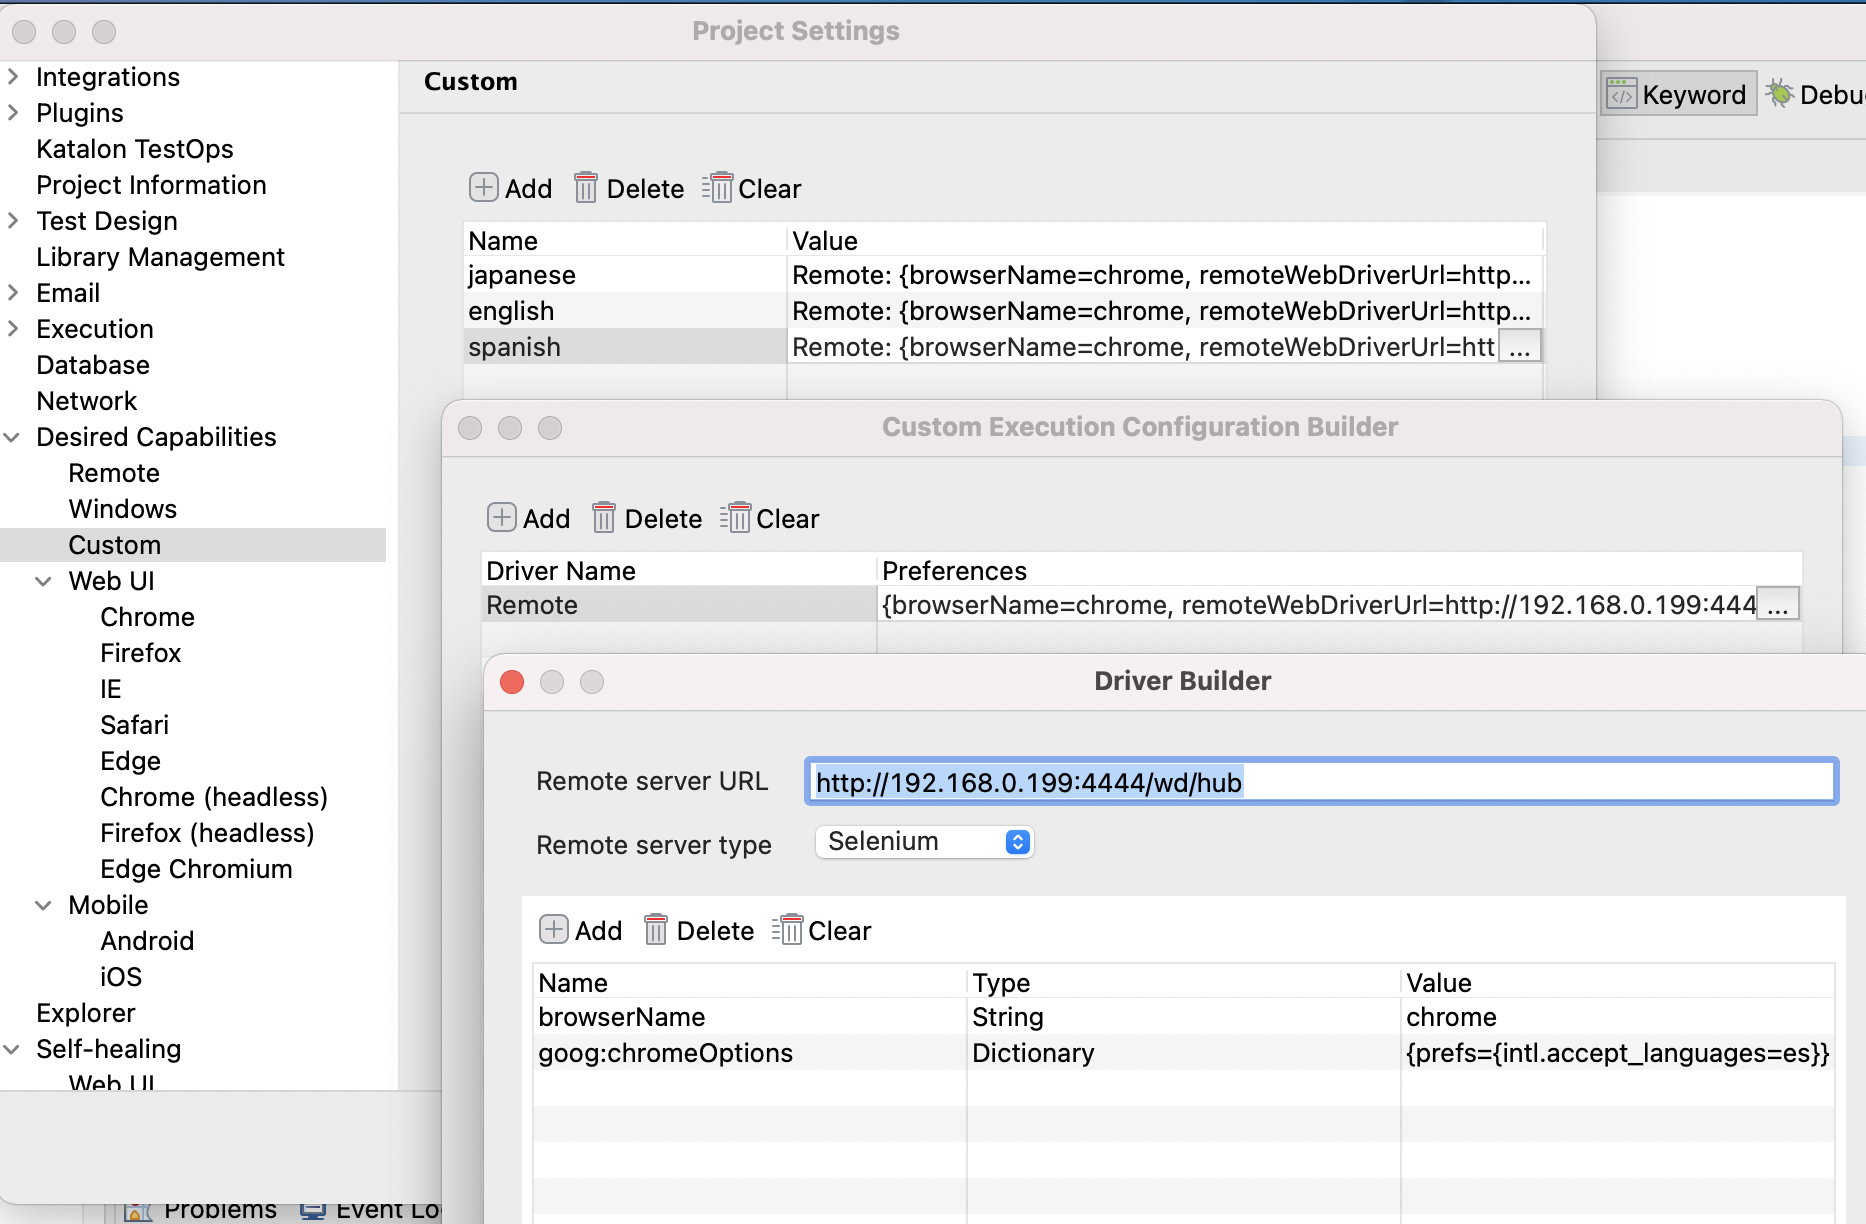 Project Settings
Integrations
Plugins
Katalon TestOps
Project Information
Test Design
Library Management
Email
Execution
Database
Network
Desired Capabilities
Remote
Windows
Custom
Web UI
Chrome
Firefox
IE
Safari
Edge
Chrome (headless)
Firefox (headless)
Edge Chromium
Mobile
Android
iOS
Explorer
Self-healing
Web UI
Custom
Add Delete Clear
Name Value
japanese Remote: {browserName=chrome, remoteWebDriverUrl=http...
english Remote: {browserName=chrome, remoteWebDriverUrl=http...
spanish Remote: {browserName=chrome, remoteWebDriverUrl=htt ...
Keyword Debu
Custom Execution Configuration Builder
Add Delete Clear
Driver Name Preferences
Remote {browserName=chrome, remoteWebDriverUrl=http://192.168.0.199:444 ...
Driver Builder
Remote server URL http://192.168.0.199:4444/wd/hub
Remote server type Selenium
Add Delete Clear
Name Type Value
browserName String chrome
goog:chromeOptions Dictionary {prefs={intl.accept_languages=es}}
Problems Event Lo